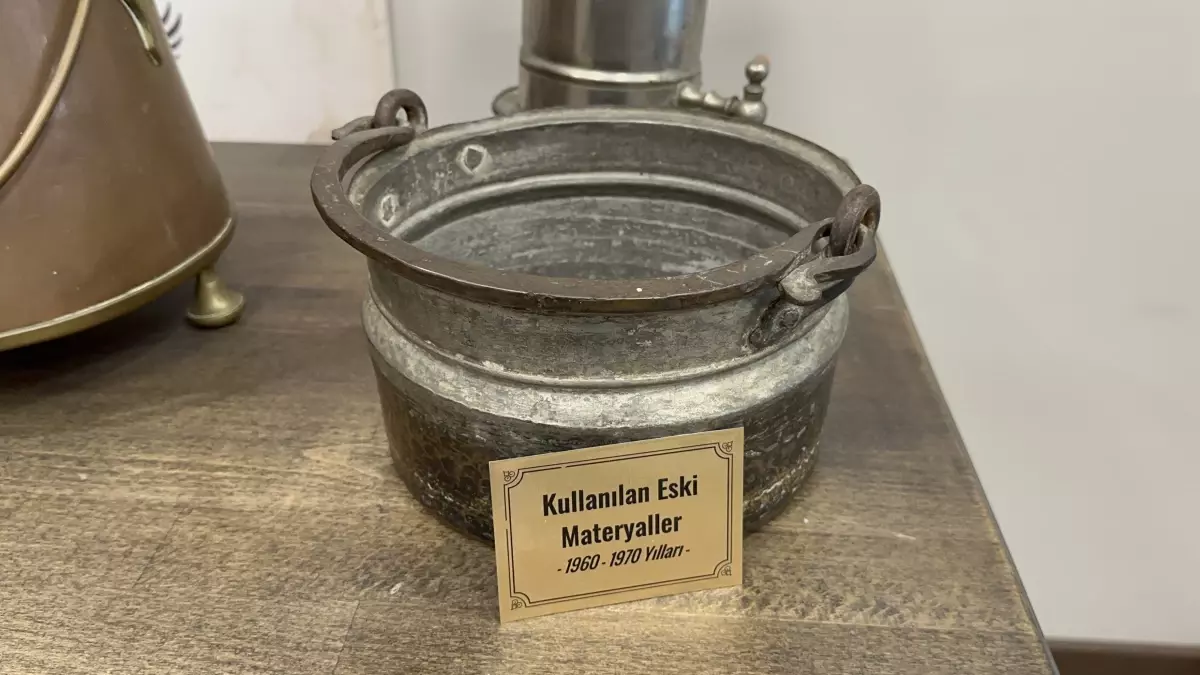 Kullanılan Eski
Materyaller
- 1960 - 1970 Yılları -